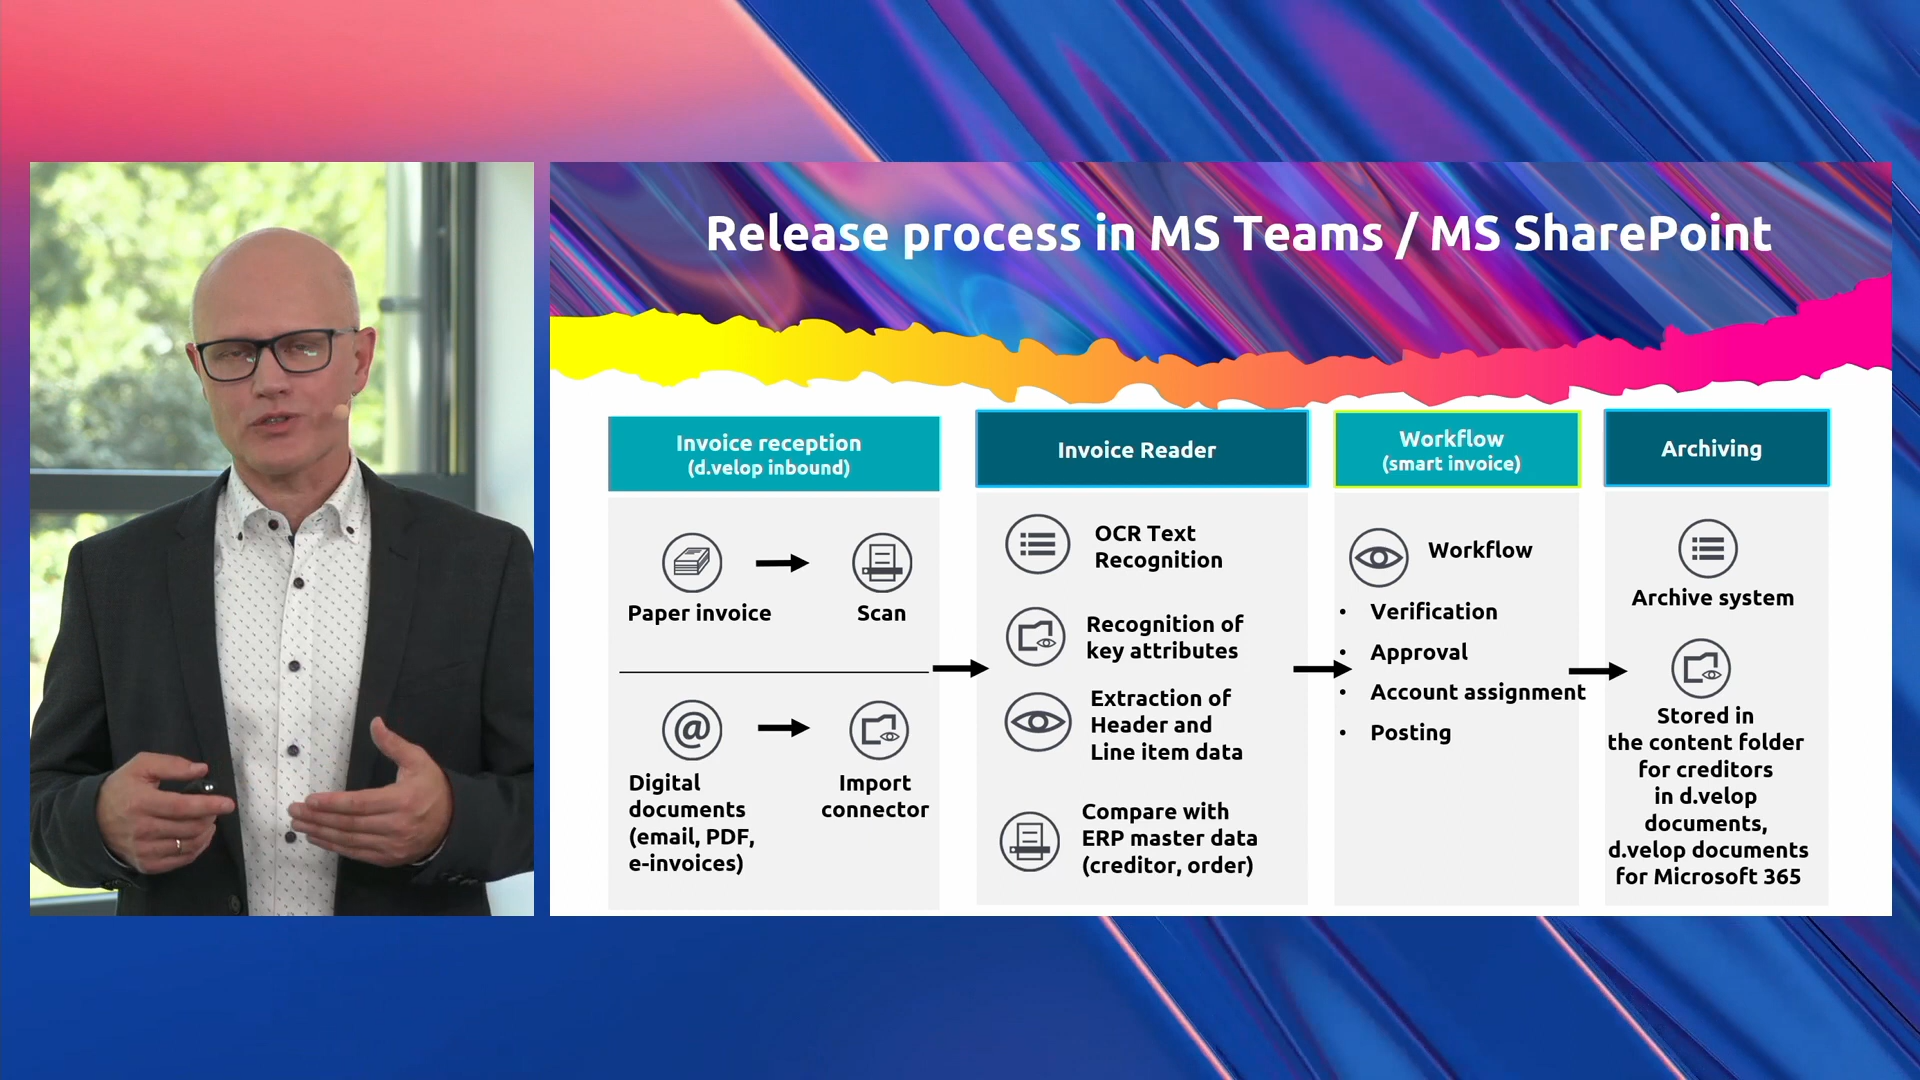 Release process in MS Teams / MS SharePoint
Invoice reception
(d.velop inbound)
Paper invoice
Scan
@
Digital
documents
(email, PDF,
e-invoices)
Import
connector
Invoice Reader
OCR Text
Recognition
Recognition of
key attributes
Extraction of
Header and
Line item data
Compare with
ERP master data
(creditor, order)
Workflow
(smart invoice)
Workflow
• Verification
• Approval
• Account assignment
• Posting
Archiving
Archive system
Stored in
the content folder
for creditors
in d.velop
documents,
d.velop documents
for Microsoft 365